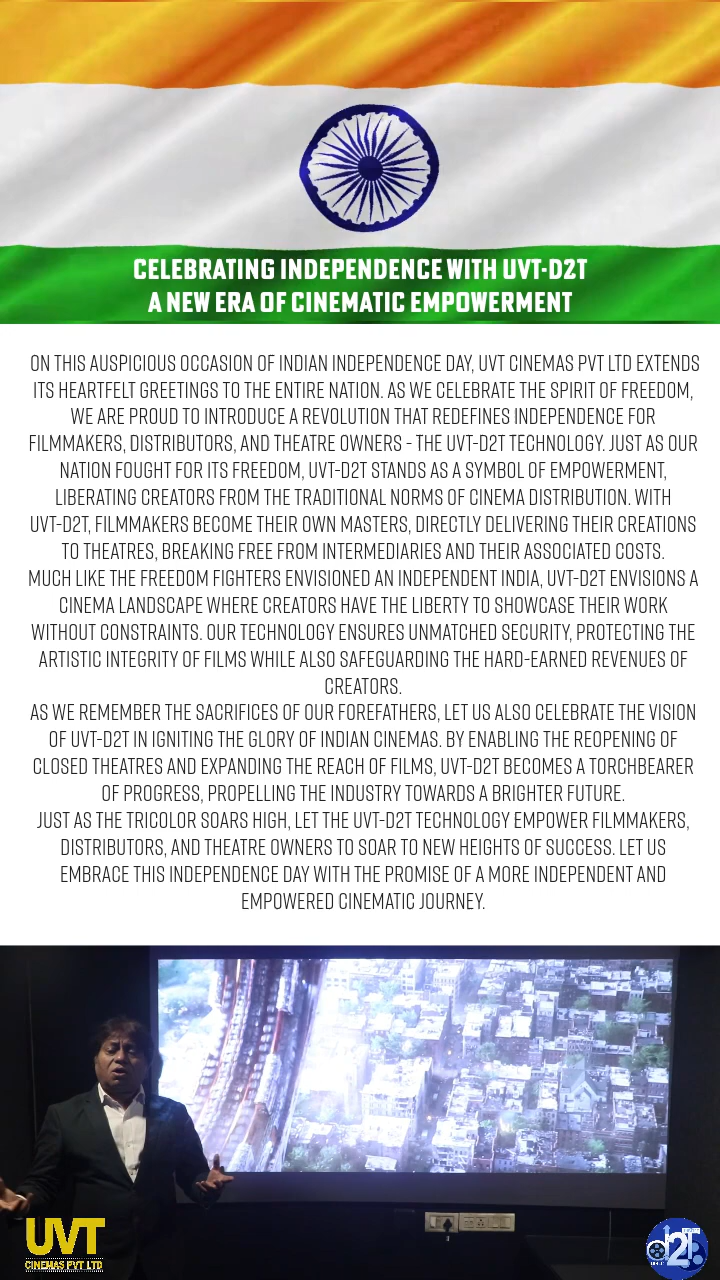 CELEBRATING INDEPENDENCE WITH UVT-D2T
A NEW ERA OF CINEMATIC EMPOWERMENT
ON THIS AUSPICIOUS OCCASION OF INDIAN INDEPENDENCE DAY, UVT CINEMAS PVT LTD EXTENDS
ITS HEARTFELT GREETINGS TO THE ENTIRE NATION. AS WE CELEBRATE THE SPIRIT OF FREEDOM,
WE ARE PROUD TO INTRODUCE A REVOLUTION THAT REDEFINES INDEPENDENCE FOR
FILMMAKERS, DISTRIBUTORS, AND THEATRE OWNERS - THE UVT-D2T TECHNOLOGY. JUST AS OUR
NATION FOUGHT FOR ITS FREEDOM, UVT-D2T STANDS AS A SYMBOL OF EMPOWERMENT,
LIBERATING CREATORS FROM THE TRADITIONAL NORMS OF CINEMA DISTRIBUTION. WITH
UVT-D2T, FILMMAKERS BECOME THEIR OWN MASTERS, DIRECTLY DELIVERING THEIR CREATIONS
TO THEATRES, BREAKING FREE FROM INTERMEDIARIES AND THEIR ASSOCIATED COSTS.
MUCH LIKE THE FREEDOM FIGHTERS ENVISIONED AN INDEPENDENT INDIA, UVT-D2T ENVISIONS A
CINEMA LANDSCAPE WHERE CREATORS HAVE THE LIBERTY TO SHOWCASE THEIR WORK
WITHOUT CONSTRAINTS. OUR TECHNOLOGY ENSURES UNMATCHED SECURITY, PROTECTING THE
ARTISTIC INTEGRITY OF FILMS WHILE ALSO SAFEGUARDING THE HARD-EARNED REVENUES OF
CREATORS.
AS WE REMEMBER THE SACRIFICES OF OUR FOREFATHERS, LET US ALSO CELEBRATE THE VISION
OF UVT-D2T IN IGNITING THE GLORY OF INDIAN CINEMAS. BY ENABLING THE REOPENING OF
CLOSED THEATRES AND EXPANDING THE REACH OF FILMS, UVT-D2T BECOMES A TORCHBEARER
OF PROGRESS, PROPELLING THE INDUSTRY TOWARDS A BRIGHTER FUTURE.
JUST AS THE TRICOLOR SOARS HIGH, LET THE UVT-D2T TECHNOLOGY EMPOWER FILMMAKERS,
DISTRIBUTORS, AND THEATRE OWNERS TO SOAR TO NEW HEIGHTS OF SUCCESS. LET US
EMBRACE THIS INDEPENDENCE DAY WITH THE PROMISE OF A MORE INDEPENDENT AND
EMPOWERED CINEMATIC JOURNEY.
UVT
CINEMAS PVT LTD
d2T